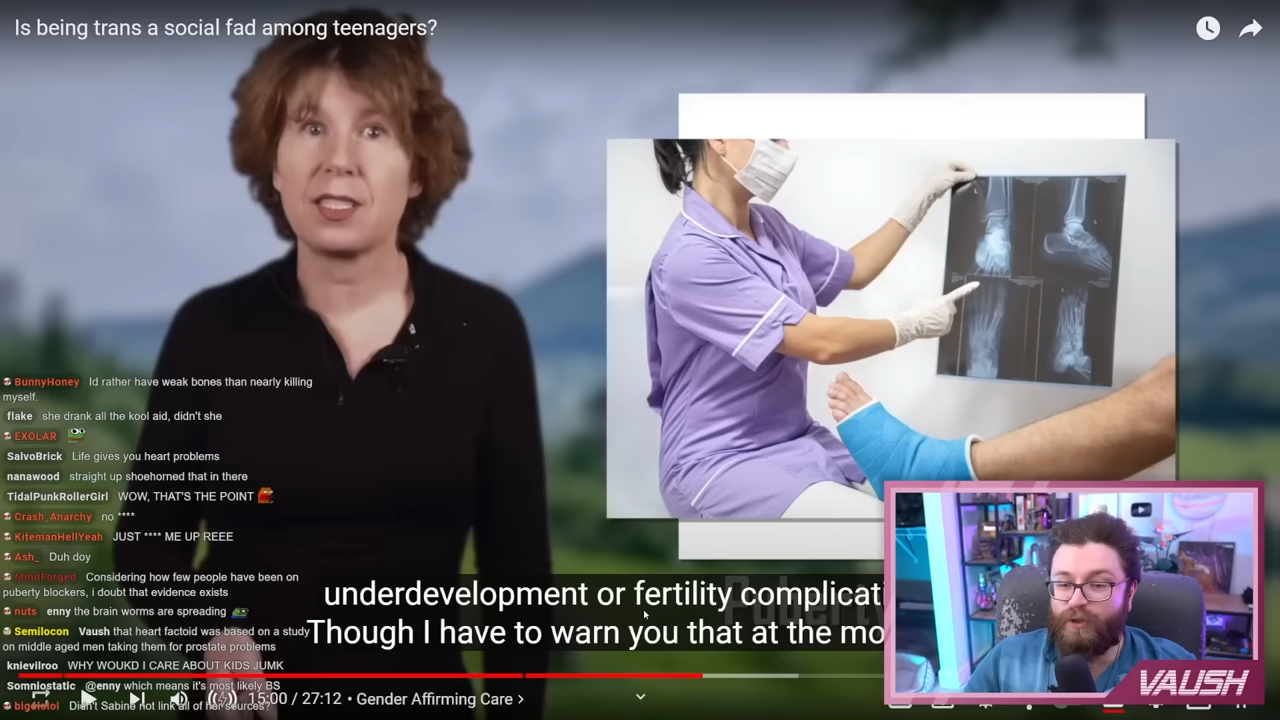 Is being trans a social fad among teenagers?
BunnyHoney Id rather have weak bones than nearly killing
myself.
flake she drank all the kool aid, didn't she
EXOLAR
SalvoBrick Life gives you heart problems
nanawood straight up shoehorned that in there
TidalPunkRollerGirl WOW, THAT'S THE POINT
Crash_Anarchy no ****
KitemanHellYeah JUST **** ME UP REEE
Ash_ Duh doy
MindForged Considering how few people have been on
puberty blockers, i doubt that evidence exists
nuts enny the brain worms are spreading
Semilocon Vaush that heart factoid was based on a study
on middle aged men taking them for prostate problems
knievilroo WHY WOUKD I CARE ABOUT KIDS JUMK
Somniostatic @enny which means it's most likely BS
Didn't Sabine not link all of her sources?
underdevelopment or fertility complicati
Though I have to warn you that at the mo
15:00 / 27:12 • Gender Affirming Care
VAUSH